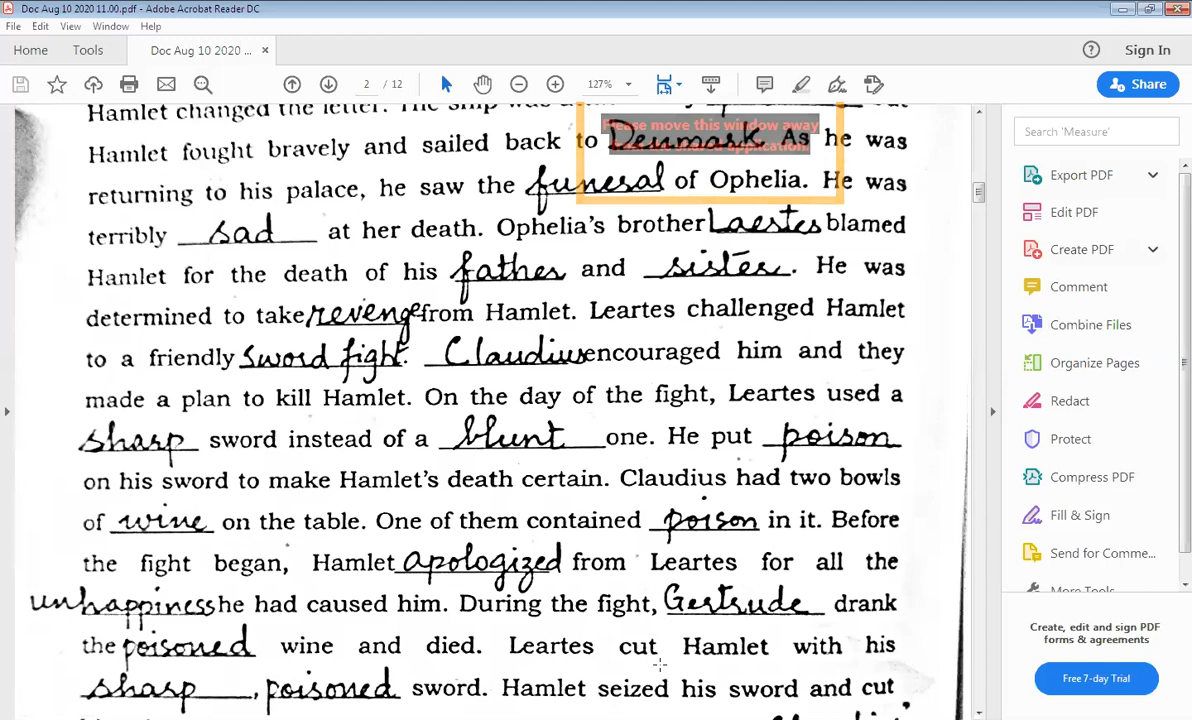 Doc Aug 10 2020 11.00.pdf - Adobe Acrobat Reader DC
File Edit View Window Help
Home Tools Doc Aug 10 2020 ... × ? Sign In
2 / 12 127% Share
Hamlet changed the letter. The ship was
Hamlet fought bravely and sailed back to Denmark As he was
Please move this window away
returning to his palace, he saw the funeral of Ophelia. He was
terribly sad at her death. Ophelia's brother Laertes blamed
Hamlet for the death of his father and sister. He was
determined to take revenge from Hamlet. Leartes challenged Hamlet
to a friendly sword fight. Claudius encouraged him and they
made a plan to kill Hamlet. On the day of the fight, Leartes used a
sharp sword instead of a blunt one. He put poison
on his sword to make Hamlet's death certain. Claudius had two bowls
of wine on the table. One of them contained poison in it. Before
the fight began, Hamlet apologized from Leartes for all the
unhappiness he had caused him. During the fight, Gertrude drank
the poisoned wine and died. Leartes cut Hamlet with his
sharp, poisoned sword. Hamlet seized his sword and cut
Search 'Measure'
Export PDF
Edit PDF
Create PDF
Comment
Combine Files
Organize Pages
Redact
Protect
Compress PDF
Fill & Sign
Send for Comme...
More Tools
Create, edit and sign PDF
forms & agreements
Free 7-day Trial